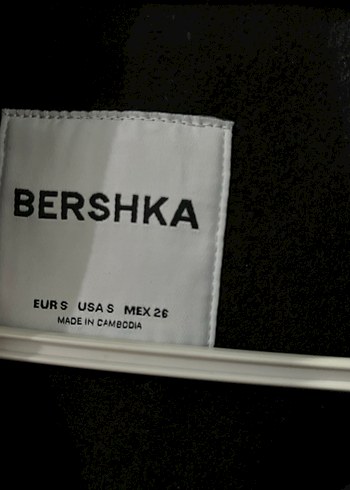 BERSHKA
EUR S USA S MEX 26
MADE IN CAMBODIA